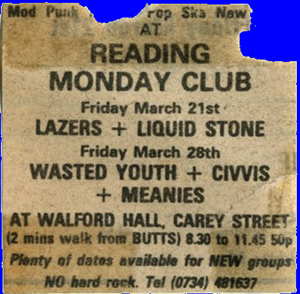 Mod Punk Pop Ska New
AT
READING
MONDAY CLUB
Friday March 21st
LAZERS + LIQUID STONE
Friday March 28th
WASTED YOUTH + CIVVIS
+ MEANIES
AT WALFORD HALL, CAREY STREET
(2 mins walk from BUTTS) 8.30 to 11.45 50p
Plenty of dates available for NEW groups
NO hard rock. Tel (0734) 481637